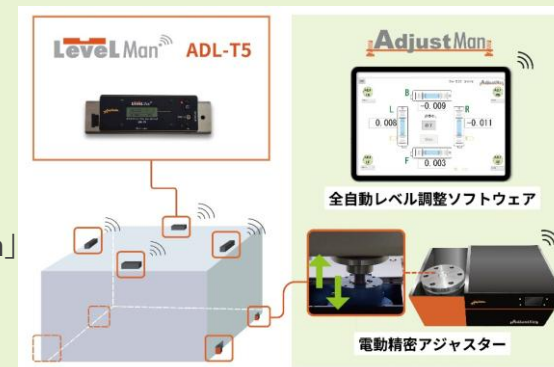 LeveL Man ADL-T5
AdjustMan
B
-0.009
L
R
0.008
-0.011
F
0.003
全自動レベル調整ソフトウェア
n」
電動精密アジャスター